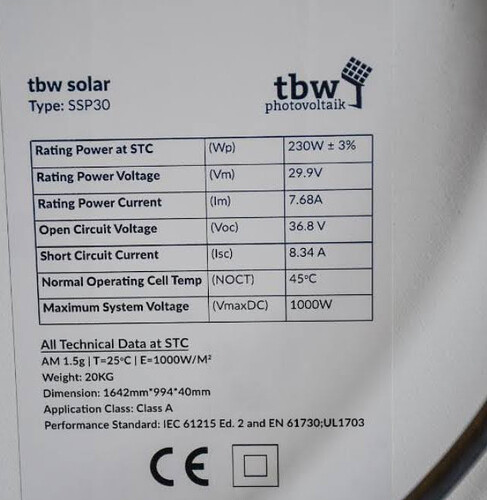 tbw solar
Type: SSP30
tbw
photovoltaik
Rating Power at STC (Wp) 230W ± 3%
Rating Power Voltage (Vm) 29.9V
Rating Power Current (Im) 7.68A
Open Circuit Voltage (Voc) 36.8 V
Short Circuit Current (Isc) 8.34 A
Normal Operating Cell Temp (NOCT) 45°C
Maximum System Voltage (VmaxDC) 1000W
All Technical Data at STC
AM 1.5g | T=25°C | E=1000W/M²
Weight: 20KG
Dimension: 1642mm*994*40mm
Application Class: Class A
Performance Standard: IEC 61215 Ed. 2 and EN 61730;UL1703
CE